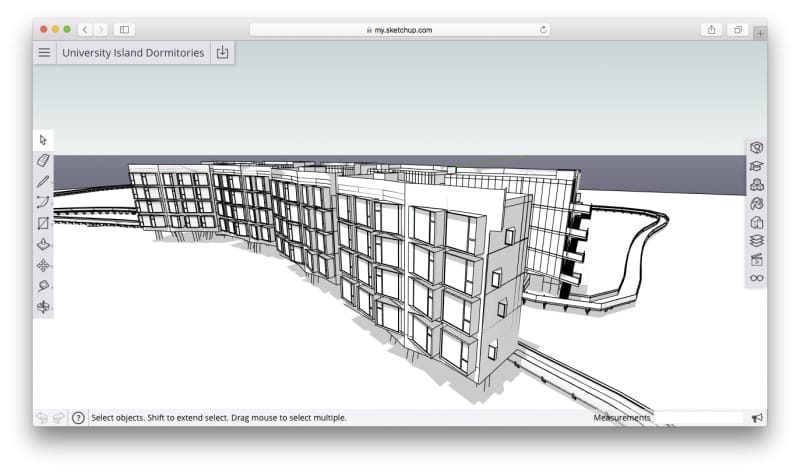 my.sketchup.com
University Island Dormitories
Select objects. Shift to extend select. Drag mouse to select multiple.
Measurements